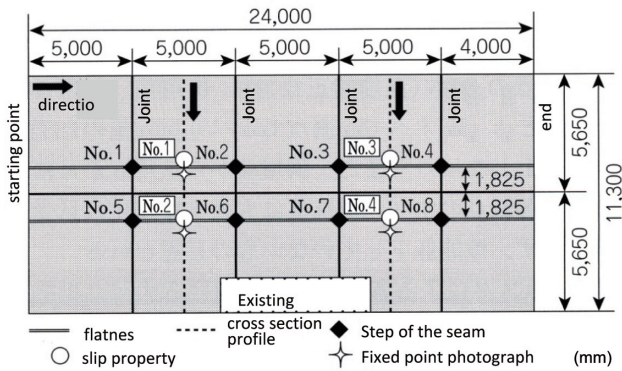 24,000
5,000 5,000 5,000 5,000 4,000
directio
starting point
Joint
Joint
Joint
Joint
end
No.1 No.1 No.2 No.3 No.3 No.4
No.5 No.2 No.6 No.7 No.4 No.8
1,825
1,825
5,650
5,650
11.300
Existing
flatnes
cross section
profile
Step of the seam
slip property
Fixed point photograph
(mm)